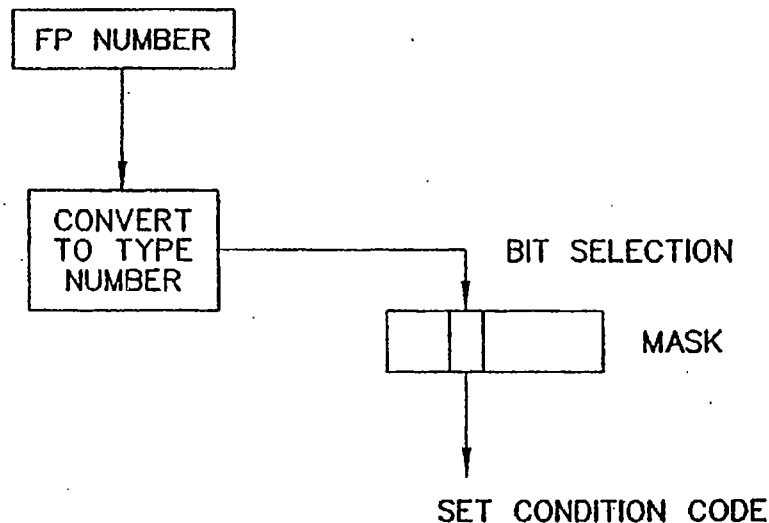 FP NUMBER
CONVERT
TO TYPE
NUMBER
BIT SELECTION
MASK
SET CONDITION CODE